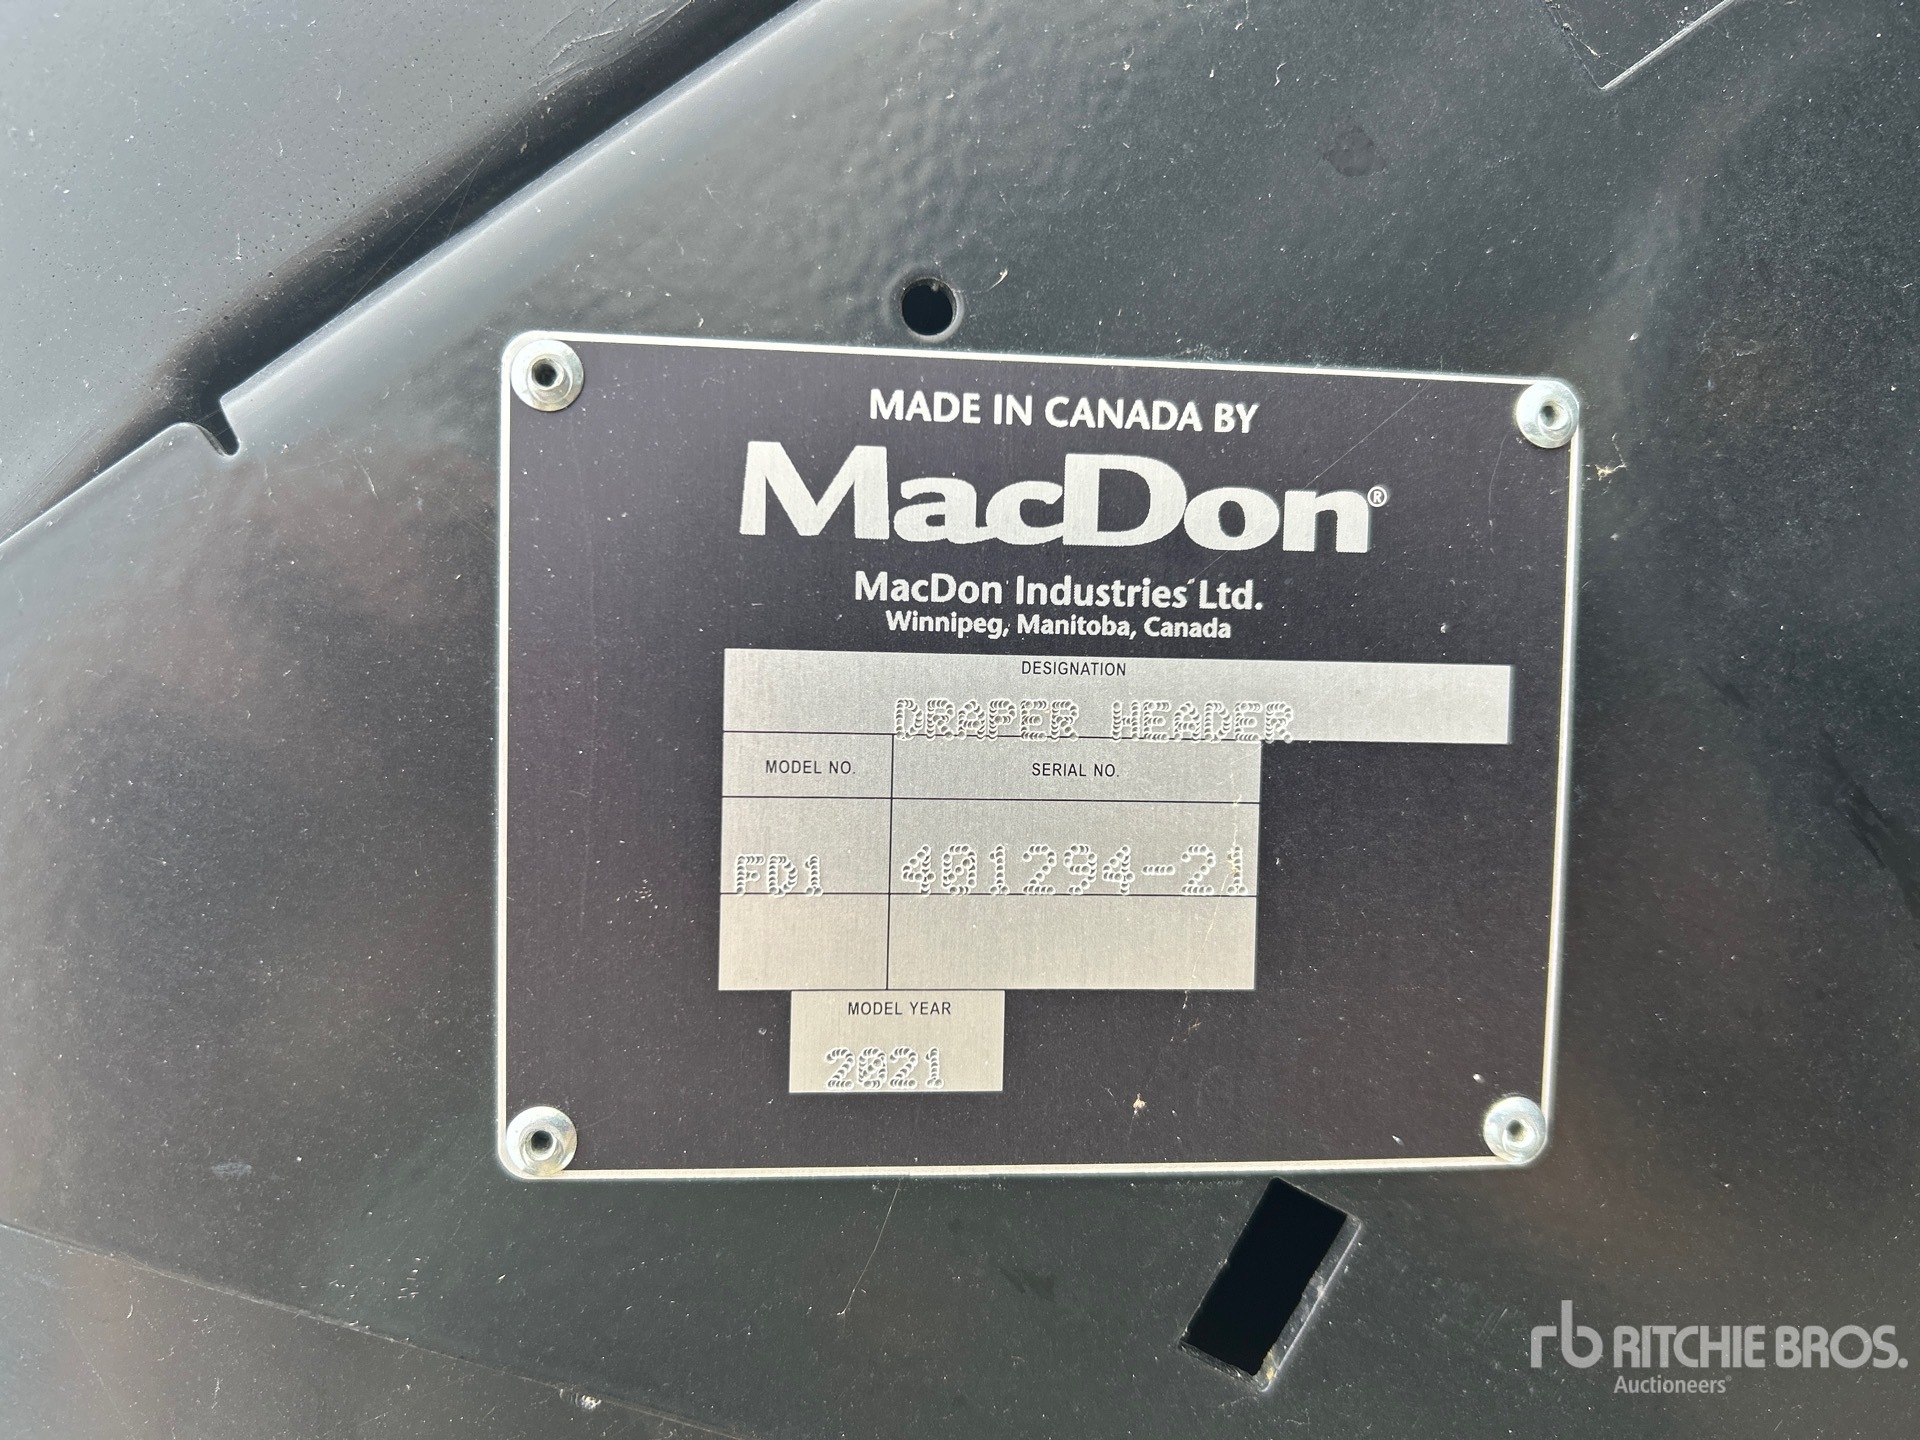 MADE IN CANADA BY
MacDon®
MacDon Industries Ltd.
Winnipeg, Manitoba, Canada
DESIGNATION
DRAPER HEADER
MODEL NO. SERIAL NO.
FD1 401294-21
MODEL YEAR
2021
rb RITCHIE BROS.
Auctioneers